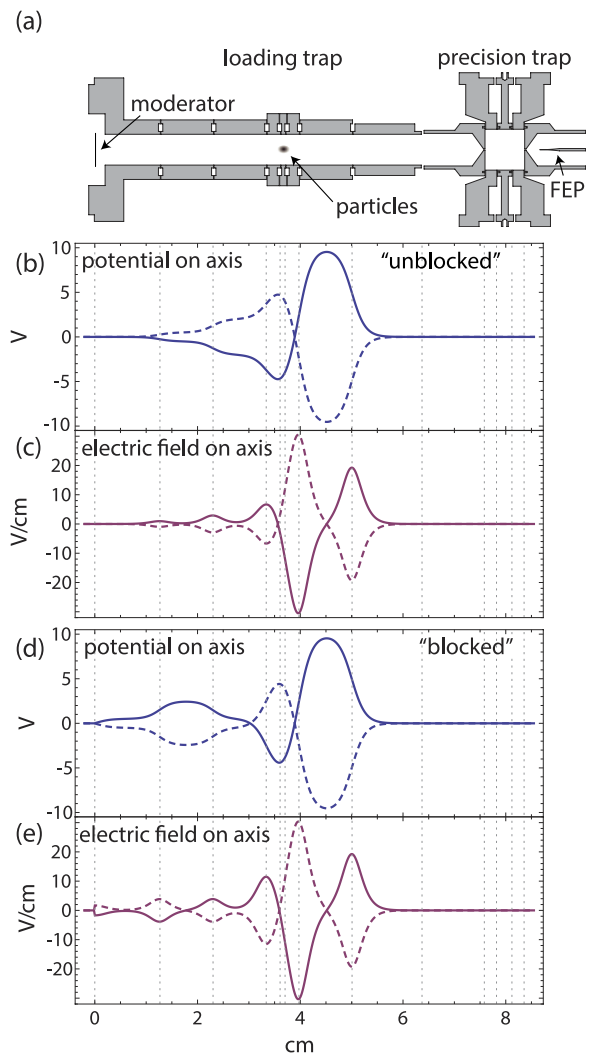 (a)
loading trap
precision trap
moderator
particles
FEP
(b)
potential on axis
"unblocked"
10
5
0
-5
-10
V
(c)
electric field on axis
20
10
0
-10
-20
V/cm
(d)
potential on axis
"blocked"
10
5
0
-5
-10
V
(e)
electric field on axis
20
10
0
-10
-20
V/cm
0 2 4 6 8
cm